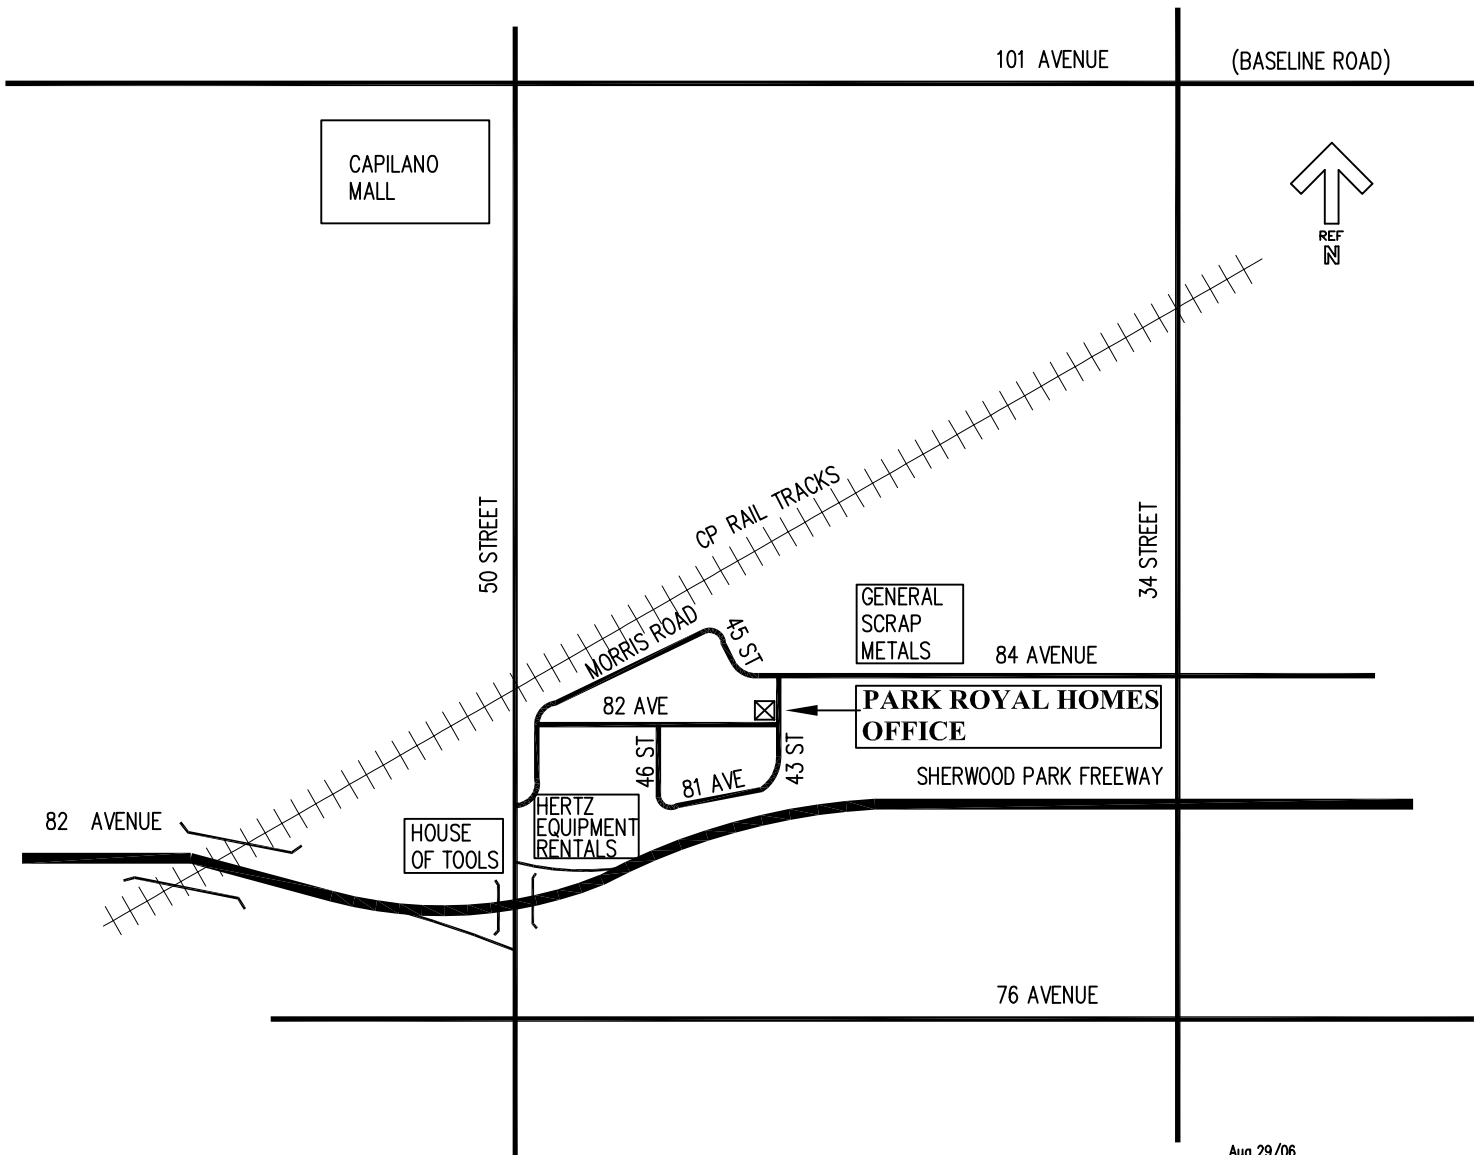 101 AVENUE
(BASELINE ROAD)
CAPILANO
MALL
REF
N
CP RAIL TRACKS
50 STREET
34 STREET
GENERAL
SCRAP
METALS
MORRIS ROAD
45 ST
84 AVENUE
82 AVE
PARK ROYAL HOMES
OFFICE
46 ST
43 ST
81 AVE
SHERWOOD PARK FREEWAY
82 AVENUE
HOUSE
OF TOOLS
HERTZ
EQUIPMENT
RENTALS
76 AVENUE
Aug 29/06